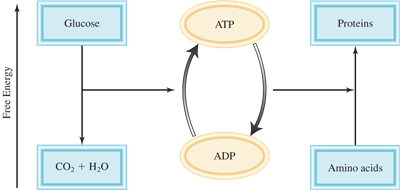 Free Energy
Glucose
ATP
Proteins
CO₂ + H₂O
ADP
Amino acids